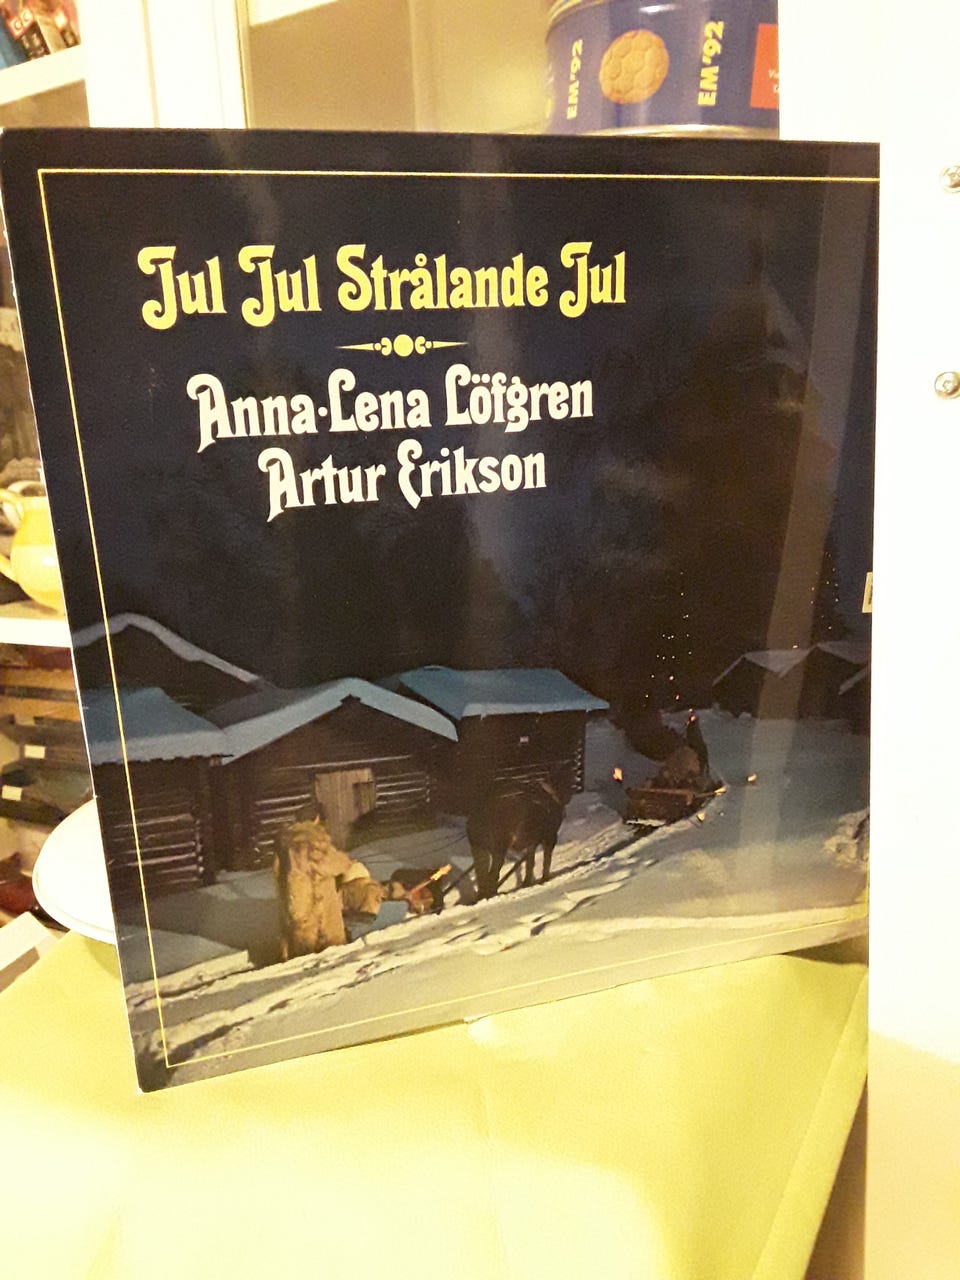 EM'92
EM'92
Jul Jul Strålande Jul
Anna-Lena Löfgren
Artur Erikson